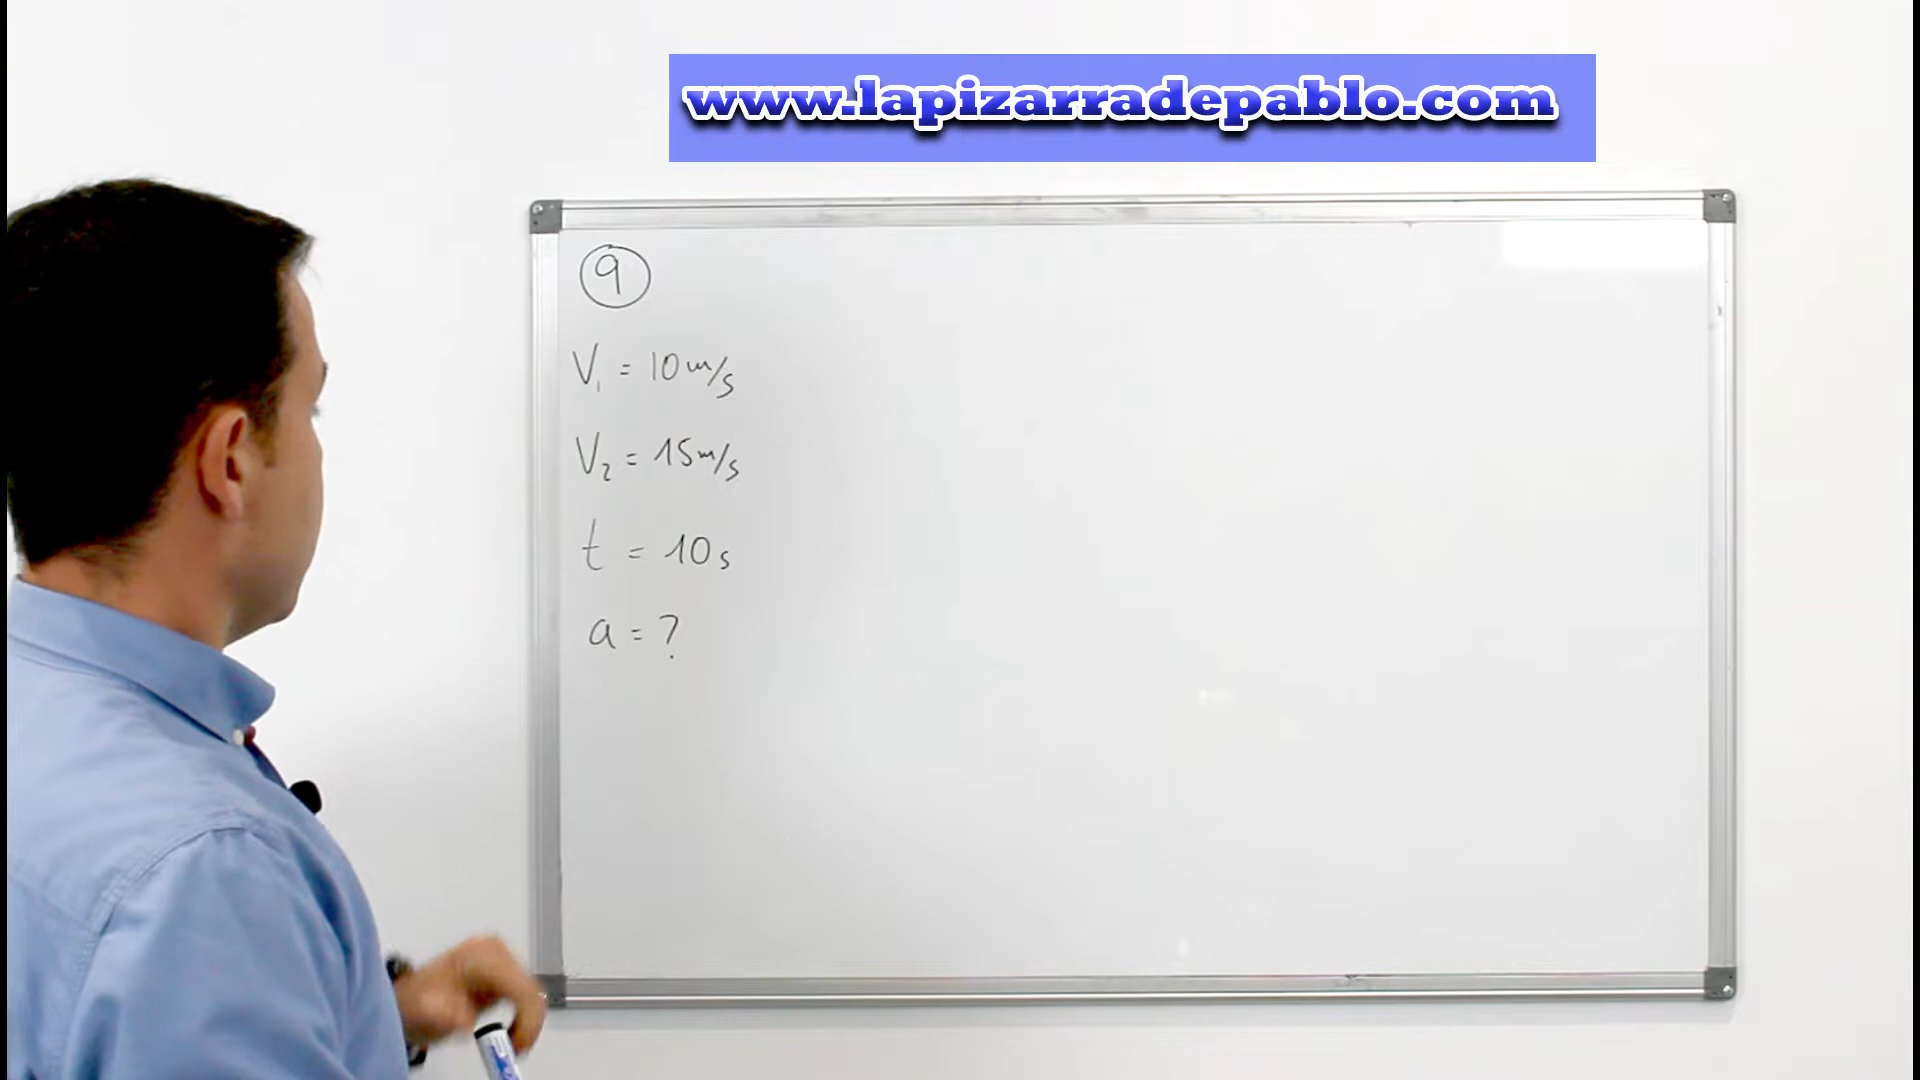 www.lapizarradepablo.com
9
V₁ = 10 m/s
V₂ = 15 m/s
t = 10 s
a = ?